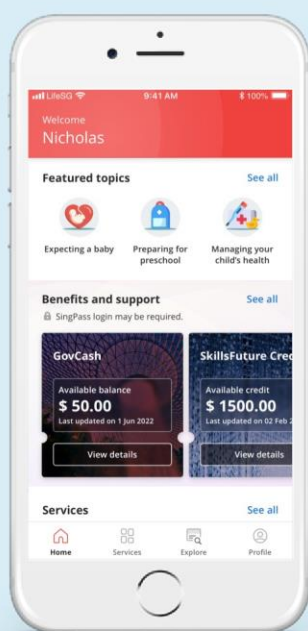 LifeSG 9:41 AM 100%
Welcome
Nicholas
Featured topics See all
Expecting a baby
Preparing for
preschool
Managing your
child's health
Benefits and support See all
SingPass login may be required.
GovCash
Available balance
$ 50.00
Last updated on 1 Jun 2022
View details
SkillsFuture Cre
Available credit
$ 1500.00
Last updated on 02 Feb 2
View details
Services See all
Home Services Explore Profile